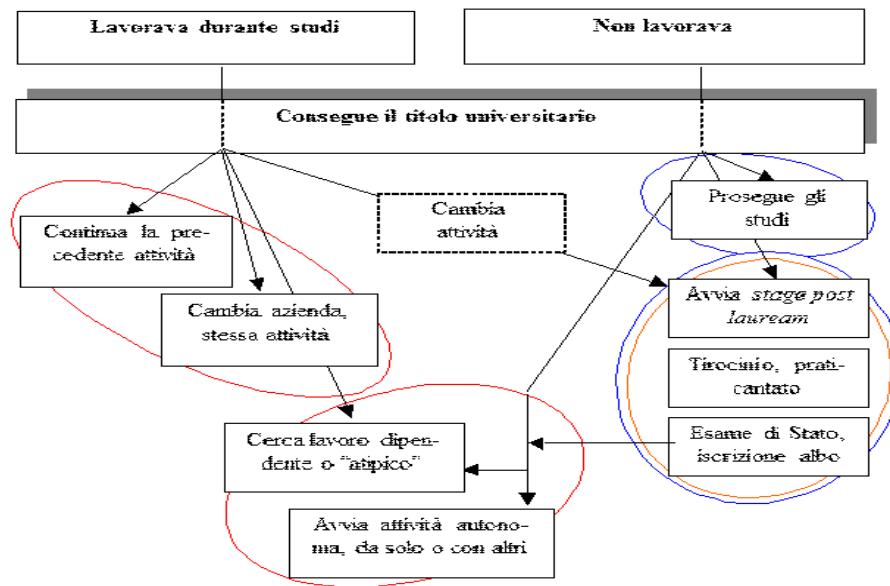 Lavorava durante studi
Non lavorava
Consegue il titolo universitario
Prosegue gli
studi
Cambia
attività
Continua la pre-
cedente attività
Avvia stage post
lauream
Cambia azienda,
stessa attività
Tirocinio, prati-
cantato
Cerca lavoro dipen-
dente o "atipico"
Esame di Stato,
iscrizione albo
Avvia attività autono-
ma, da solo o con altri